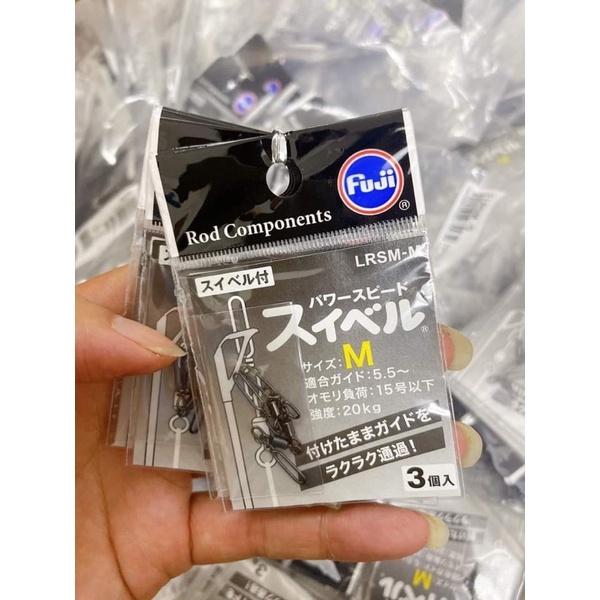 Fuji
®
Rod Components
LRSM-M
スイベル付
パワースピード
スイベル®
サイズ:M
適合ガイド:5.5～
オモリ負荷:15号以下
強度:20kg
付けたままガイドを
ラクラク通過!
3個入